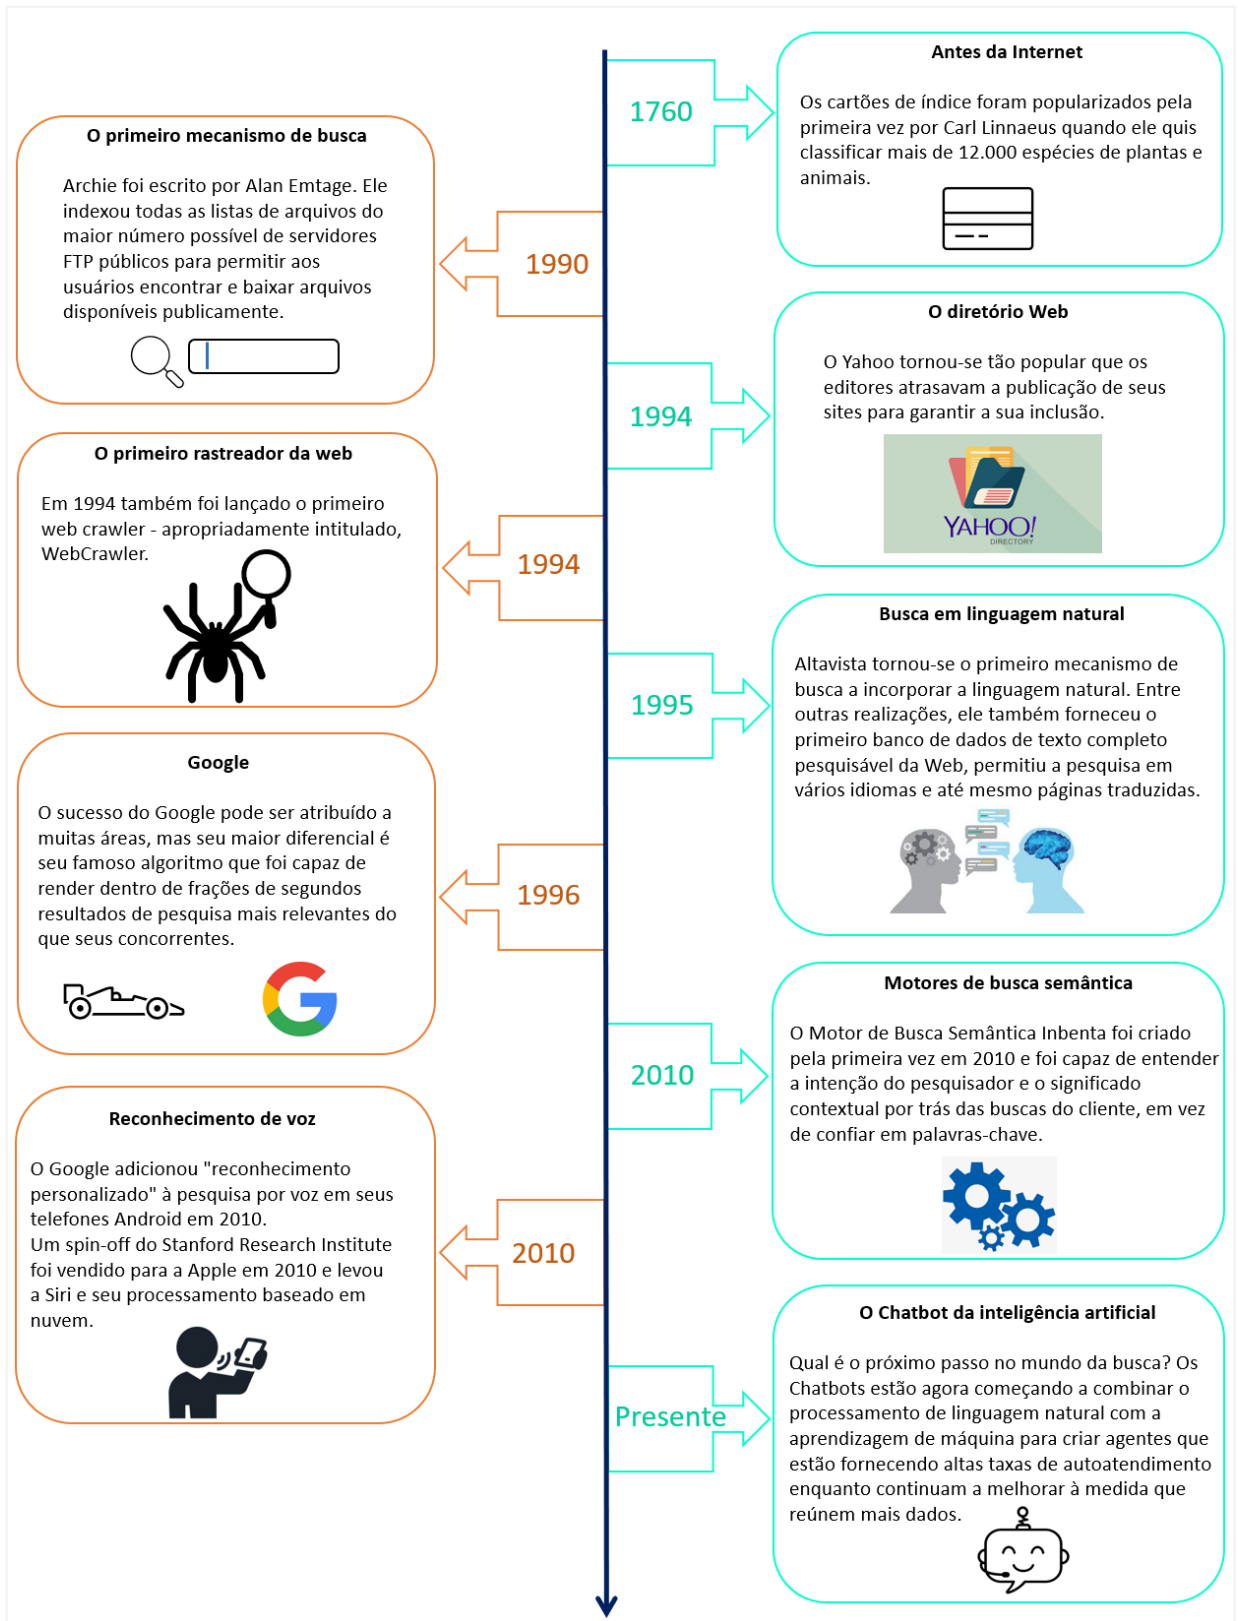 1760
Antes da Internet
Os cartões de índice foram popularizados pela
primeira vez por Carl Linnaeus quando ele quis
classificar mais de 12.000 espécies de plantas e
animais.
1990
O primeiro mecanismo de busca
Archie foi escrito por Alan Emtage. Ele
indexou todas as listas de arquivos do
maior número possível de servidores
FTP públicos para permitir aos
usuários encontrar e baixar arquivos
disponíveis publicamente.
1994
O diretório Web
O Yahoo tornou-se tão popular que os
editores atrasavam a publicação de seus
sites para garantir a sua inclusão.
YAHOO!
DIRECTORY
1994
O primeiro rastreador da web
Em 1994 também foi lançado o primeiro
web crawler - apropriadamente intitulado,
WebCrawler.
1995
Busca em linguagem natural
Altavista tornou-se o primeiro mecanismo de
busca a incorporar a linguagem natural. Entre
outras realizações, ele também forneceu o
primeiro banco de dados de texto completo
pesquisável da Web, permitiu a pesquisa em
vários idiomas e até mesmo páginas traduzidas.
1996
Google
O sucesso do Google pode ser atribuído a
muitas áreas, mas seu maior diferencial é
seu famoso algoritmo que foi capaz de
render dentro de frações de segundos
resultados de pesquisa mais relevantes do
que seus concorrentes.
2010
Motores de busca semântica
O Motor de Busca Semântica Inbenta foi criado
pela primeira vez em 2010 e foi capaz de entender
a intenção do pesquisador e o significado
contextual por trás das buscas do cliente, em vez
de confiar em palavras-chave.
2010
Reconhecimento de voz
O Google adicionou "reconhecimento
personalizado" à pesquisa por voz em seus
telefones Android em 2010.
Um spin-off do Stanford Research Institute
foi vendido para a Apple em 2010 e levou
a Siri e seu processamento baseado em
nuvem.
Presente
O Chatbot da inteligência artificial
Qual é o próximo passo no mundo da busca? Os
Chatbots estão agora começando a combinar o
processamento de linguagem natural com a
aprendizagem de máquina para criar agentes que
estão fornecendo altas taxas de autoatendimento
enquanto continuam a melhorar à medida que
reúnem mais dados.